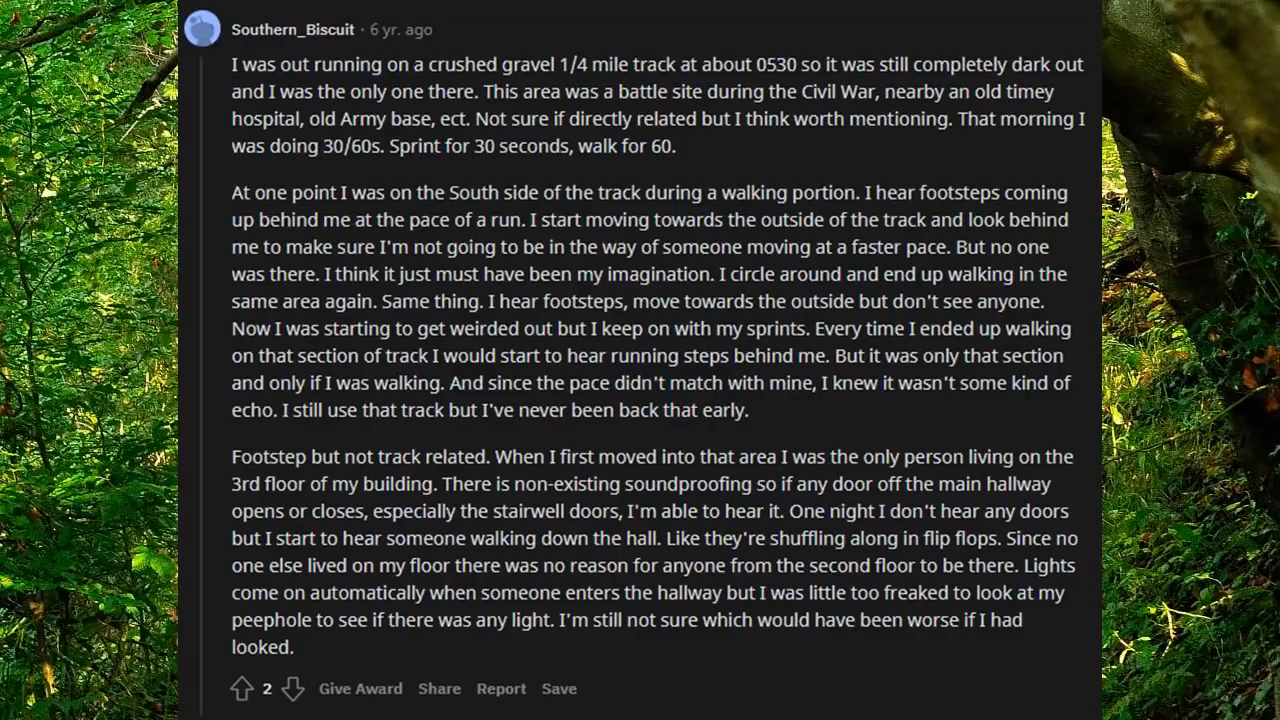 Southern_Biscuit · 6 yr. ago
I was out running on a crushed gravel 1/4 mile track at about 0530 so it was still completely dark out
and I was the only one there. This area was a battle site during the Civil War, nearby an old timey
hospital, old Army base, ect. Not sure if directly related but I think worth mentioning. That morning I
was doing 30/60s. Sprint for 30 seconds, walk for 60.
At one point I was on the South side of the track during a walking portion. I hear footsteps coming
up behind me at the pace of a run. I start moving towards the outside of the track and look behind
me to make sure I'm not going to be in the way of someone moving at a faster pace. But no one
was there. I think it just must have been my imagination. I circle around and end up walking in the
same area again. Same thing. I hear footsteps, move towards the outside but don't see anyone.
Now I was starting to get weirded out but I keep on with my sprints. Every time I ended up walking
on that section of track I would start to hear running steps behind me. But it was only that section
and only if I was walking. And since the pace didn't match with mine, I knew it wasn't some kind of
echo. I still use that track but I've never been back that early.
Footstep but not track related. When I first moved into that area I was the only person living on the
3rd floor of my building. There is non-existing soundproofing so if any door off the main hallway
opens or closes, especially the stairwell doors, I'm able to hear it. One night I don't hear any doors
but I start to hear someone walking down the hall. Like they're shuffling along in flip flops. Since no
one else lived on my floor there was no reason for anyone from the second floor to be there. Lights
come on automatically when someone enters the hallway but I was little too freaked to look at my
peephole to see if there was any light. I'm still not sure which would have been worse if I had
looked.
2 Give Award Share Report Save